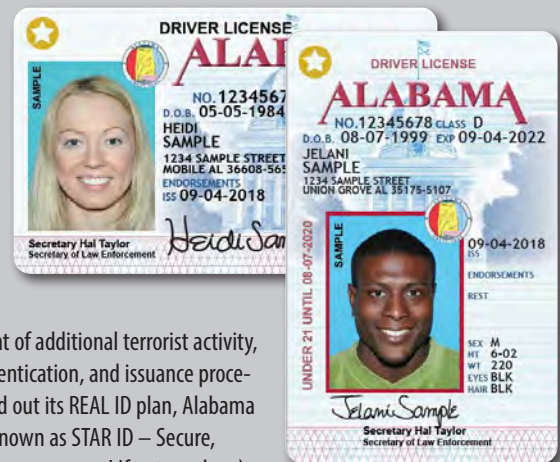 DRIVER LICENSE
SAMPLE
NO. 1234567
D.O.B. 05-05-1984
HEIDI
SAMPLE
1234 SAMPLE STREET
MOBILE AL 36608-565
ENDORSEMENTS
ISS 09-04-2018
Heidi Sam
Secretary Hal Taylor
Secretary of Law Enforcement
DRIVER LICENSE
ALABAMA
NO. 12345678 CLASS D
D.O.B. 08-07-1999 EXP 09-04-2022
JELANI
SAMPLE
1234 SAMPLE STREET
UNION GROVE AL 35175-5107
UNDER 21 UNTIL 08-07-2020
SAMPLE
09-04-2018
ISS
ENDORSEMENTS
REST
SEX M
HT 6-02
WT 220
EYES BLK
HAIR BLK
Jelani Sample
Secretary Hal Taylor
Secretary of Law Enforcement
nt of additional terrorist activity,
entication, and issuance proce-
d out its REAL ID plan, Alabama
nown as STAR ID – Secure,